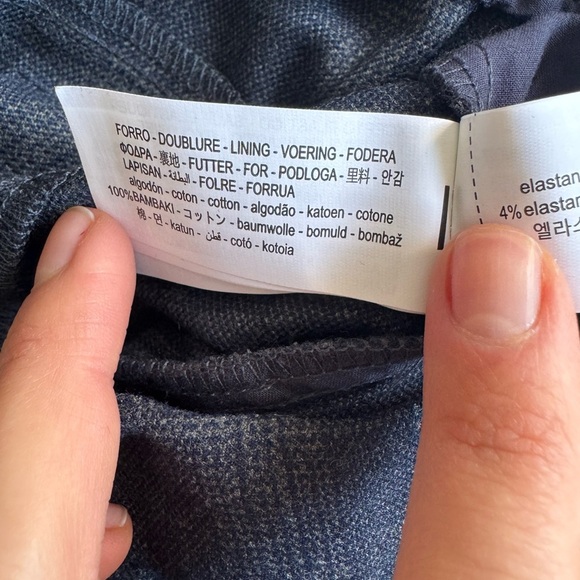 FORRO - DOUBLURE - LINING - VOERING - FODERA
ΦΟΔΡΑ - 裏地 - FUTTER - FOR - PODLOGA - 里料 - 안감
LAPISAN - البطانة - FOLRE - FORRUA
algodón - coton - cotton - algodão - katoen - cotone
100%BAMBAKI - コットン - baumwolle - bomuld - bombaž
棉 - 면 - katun - قطن - cotó - kotoia
elastan
4% elastan
엘라스